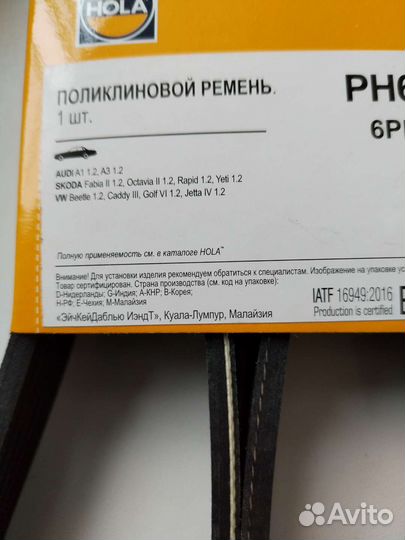 HOLA
ПОЛИКЛИНОВОЙ РЕМЕНЬ.
PH6
1 шт.
6P
AUDI A1 1.2, A3 1.2
SKODA Fabia II 1.2, Octavia II 1.2, Rapid 1.2, Yeti 1.2
VW Beetle 1.2, Caddy III, Golf VI 1.2, Jetta IV 1.2
Полную применяемость см. в каталоге HOLA™
Внимание! Для установки изделия рекомендуем обратиться к специалистам. Изображение на упаковке ус
Товар сертифицирован. Страна производства (см. код на упаковке):
D-Нидерланды; G-Индия; A-КНР; B-Корея;
H-РФ; E-Чехия; M-Малайзия
IATF 16949:2016
Production is certified
«ЭйчКейДаблью ИэндТ», Куала-Лумпур, Малайзия
Avito